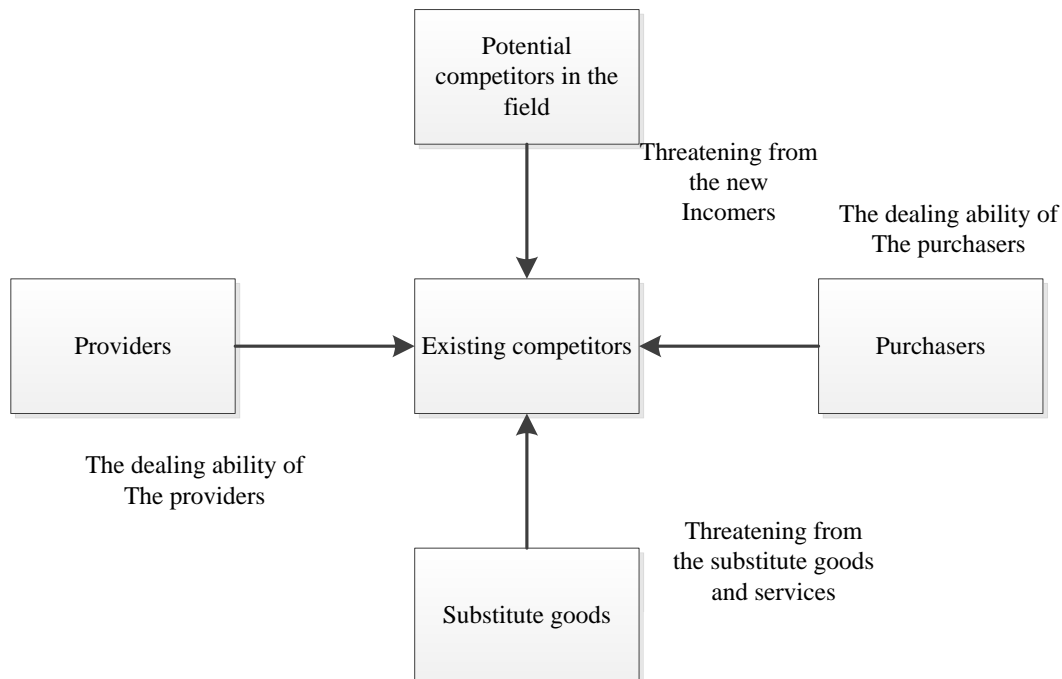 Potential
competitors in the
field
Threatening from
the new
Incomers
The dealing ability of
The purchasers
Providers
Existing competitors
Purchasers
The dealing ability of
The providers
Threatening from
the substitute goods
and services
Substitute goods